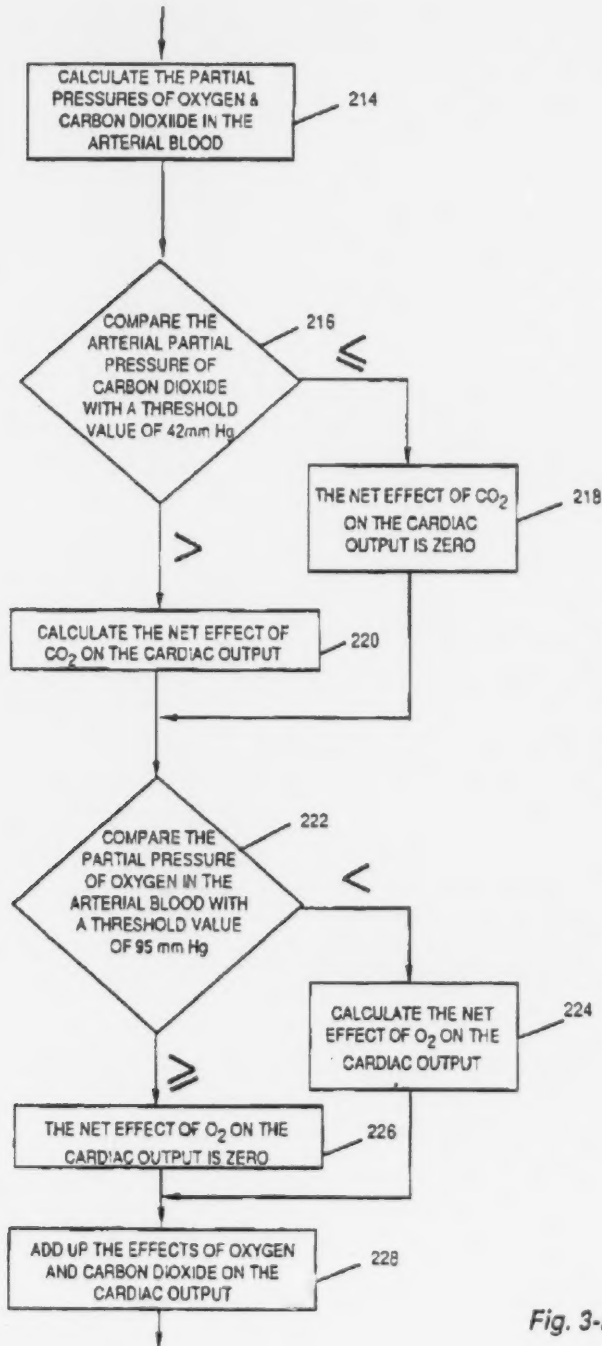 CALCULATE THE PARTIAL
PRESSURES OF OXYGEN &
CARBON DIOXIIDE IN THE
ARTERIAL BLOOD
214
COMPARE THE
ARTERIAL PARTIAL
PRESSURE OF
CARBON DIOXIDE
WITH A THRESHOLD
VALUE OF 42mm Hg
216
≤
THE NET EFFECT OF CO2
ON THE CARDIAC
OUTPUT IS ZERO
218
>
CALCULATE THE NET EFFECT OF
CO2 ON THE CARDIAC OUTPUT
220
COMPARE THE
PARTIAL PRESSURE
OF OXYGEN IN THE
ARTERIAL BLOOD WITH
A THRESHOLD VALUE
OF 95 mm Hg
222
<
CALCULATE THE NET
EFFECT OF O2 ON THE
CARDIAC OUTPUT
224
≥
THE NET EFFECT OF O2 ON THE
CARDIAC OUTPUT IS ZERO
226
ADD UP THE EFFECTS OF OXYGEN
AND CARBON DIOXIDE ON THE
CARDIAC OUTPUT
228
Fig. 3-